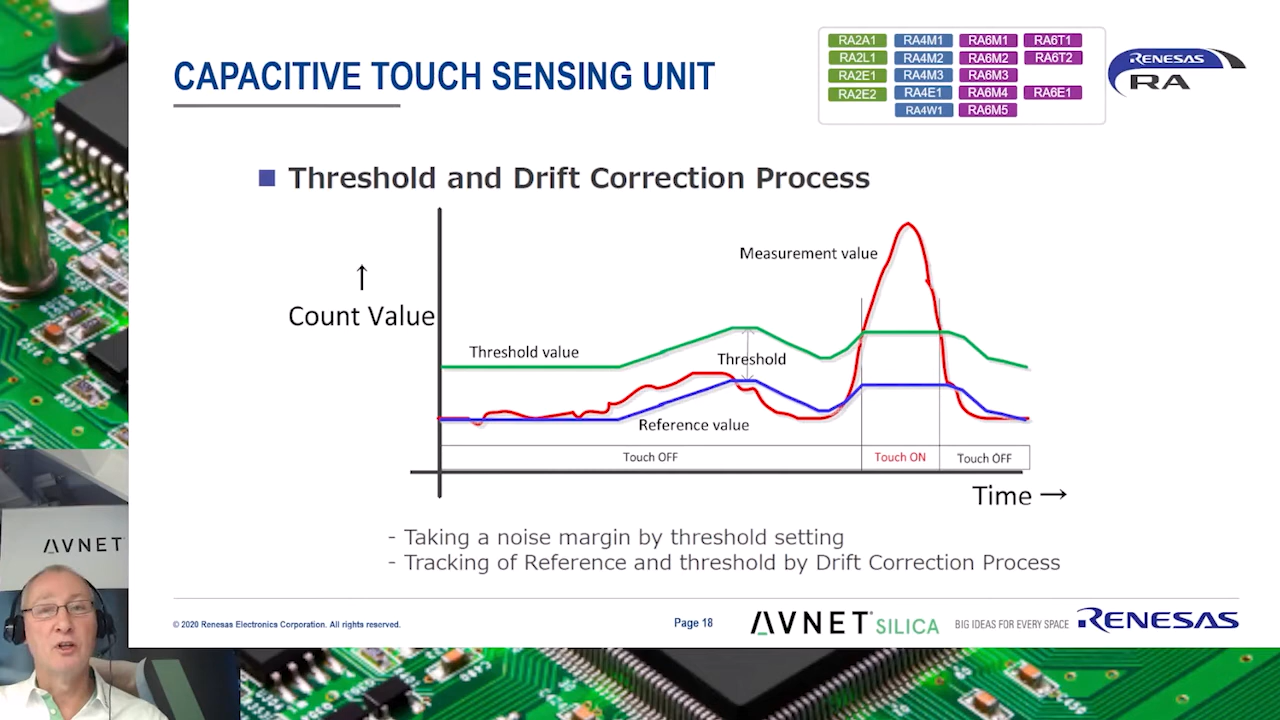 CAPACITIVE TOUCH SENSING UNIT
RA2A1 RA4M1 RA6M1 RA6T1
RA2L1 RA4M2 RA6M2 RA6T2
RA2E1 RA4M3 RA6M3
RA2E2 RA4E1 RA6M4 RA6E1
RA4W1 RA6M5
RENESAS
RA
Threshold and Drift Correction Process
↑
Count Value
Measurement value
Threshold value
Threshold
Reference value
Touch OFF Touch ON Touch OFF
Time →
- Taking a noise margin by threshold setting
- Tracking of Reference and threshold by Drift Correction Process
© 2020 Renesas Electronics Corporation. All rights reserved.
Page 18
AVNET® SILICA
BIG IDEAS FOR EVERY SPACE
RENESAS
AVNET